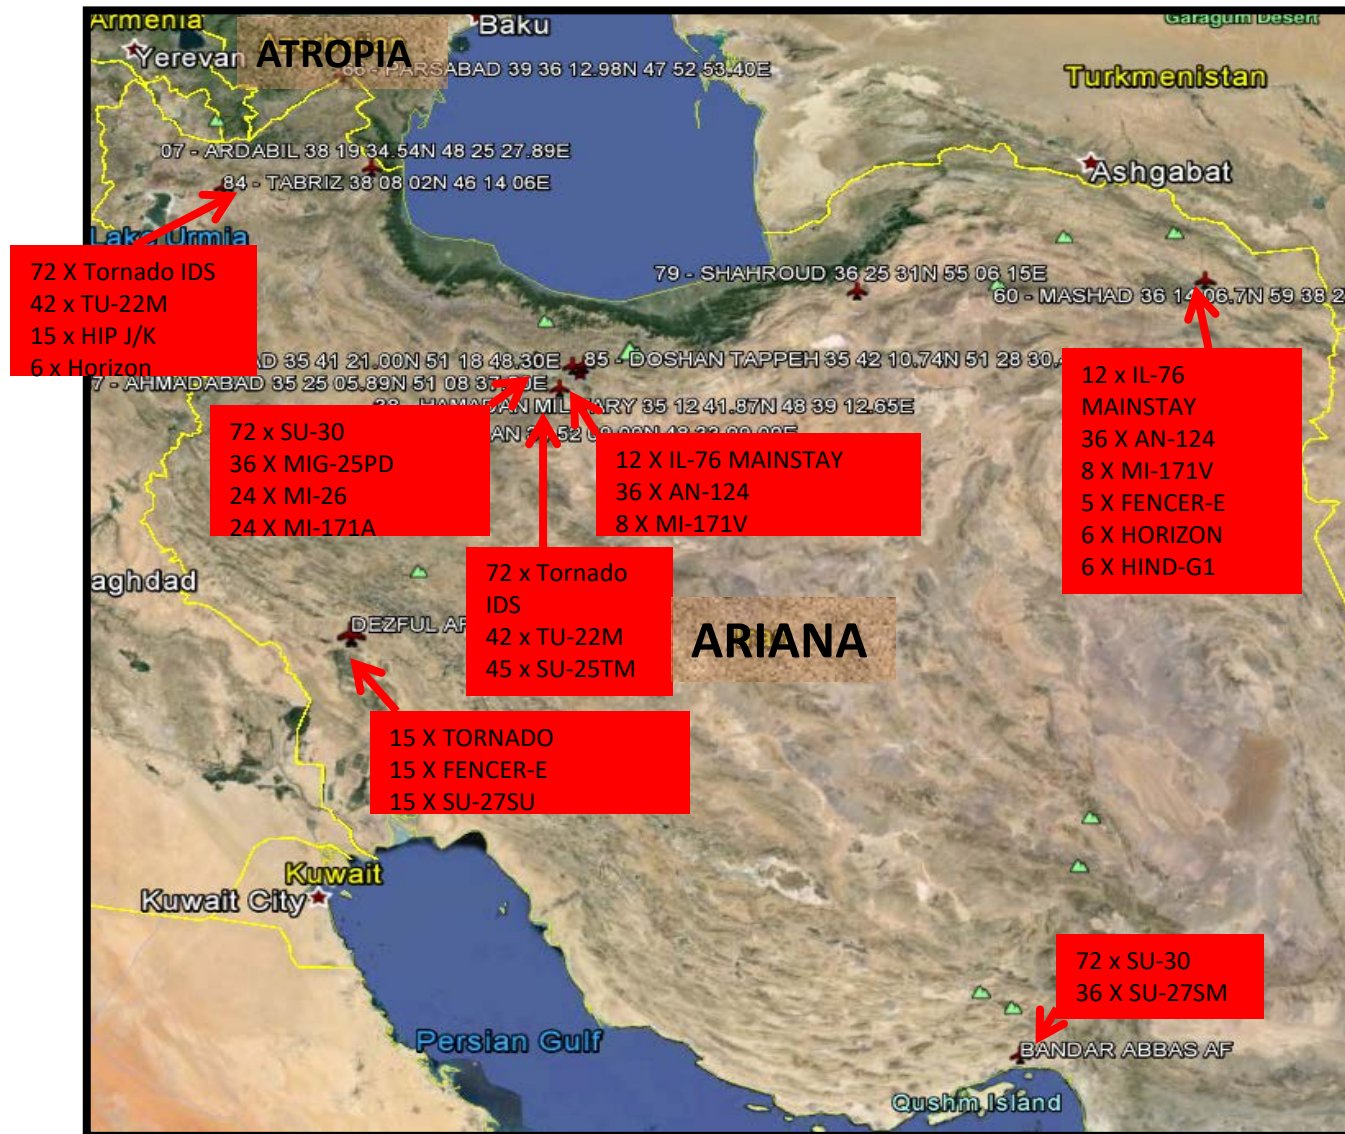 Armenia
Baku
Garagum Desert
Yerevan
ATROPIA
66 - PARSABAD 39 36 12.98N 47 52 53.40E
Turkmenistan
07 - ARDABIL 38 19 34.54N 48 25 27.89E
Ashgabat
84 - TABRIZ 38 08 02N 46 14 06E
Lake Urmia
72 X Tornado IDS
42 x TU-22M
15 x HIP J/K
6 x Horizon
79 - SHAHROUD 36 25 31N 55 06 15E
60 - MASHAD 36 14 06.7N 59 38 2
AD 35 41 21.00N 51 18 48.30E
85 - DOSHAN TAPPEH 35 42 10.74N 51 28 30.
7 - AHMADABAD 35 25 05.89N 51 08 37.
HAMADAN MILITARY 35 12 41.87N 48 39 12.65E
72 x SU-30
36 X MIG-25PD
24 X MI-26
24 X MI-171A
12 X IL-76 MAINSTAY
36 X AN-124
8 X MI-171V
12 x IL-76
MAINSTAY
36 X AN-124
8 X MI-171V
5 X FENCER-E
6 X HORIZON
6 X HIND-G1
aghdad
72 x Tornado
IDS
42 x TU-22M
45 x SU-25TM
DEZFUL AF
ARIANA
15 X TORNADO
15 X FENCER-E
15 X SU-27SU
Kuwait
Kuwait City
72 x SU-30
36 X SU-27SM
Persian Gulf
BANDAR ABBAS AF
Qushm Island